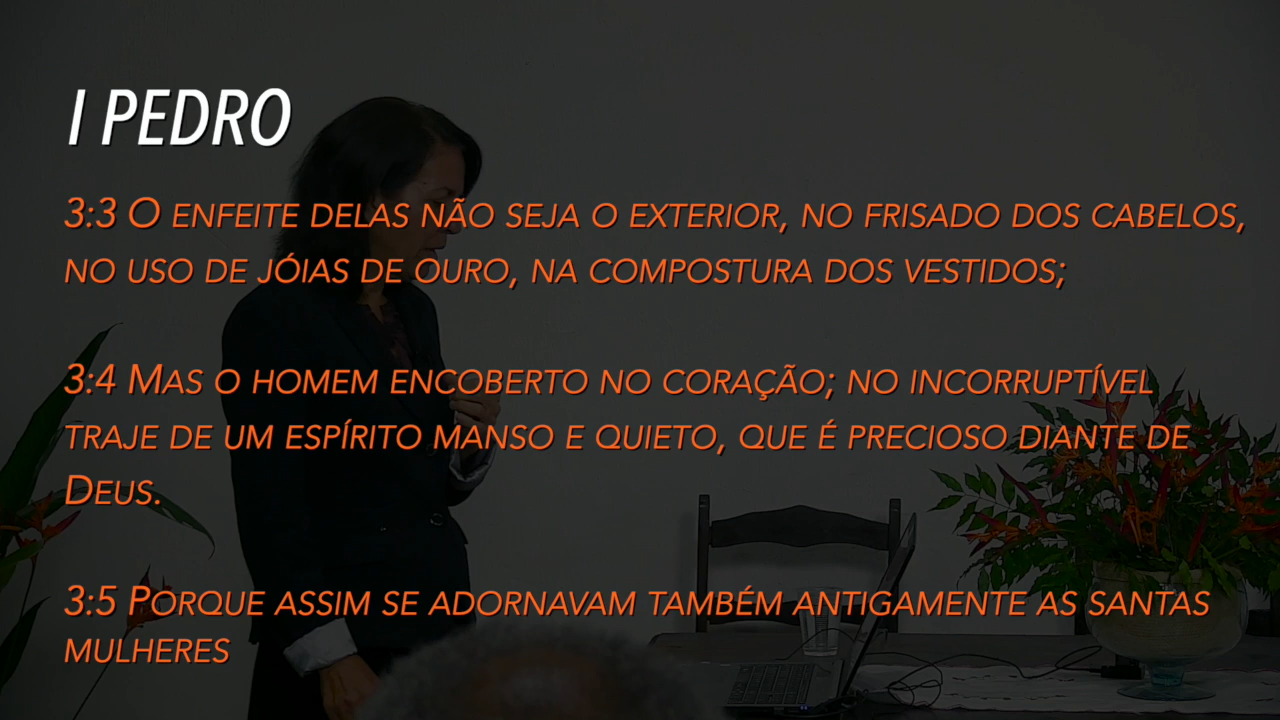 I PEDRO
3:3 O ENFEITE DELAS NÃO SEJA O EXTERIOR, NO FRISADO DOS CABELOS,
NO USO DE JÓIAS DE OURO, NA COMPOSTURA DOS VESTIDOS;
3:4 MAS O HOMEM ENCOBERTO NO CORAÇÃO; NO INCORRUPTÍVEL
TRAJE DE UM ESPÍRITO MANSO E QUIETO, QUE É PRECIOSO DIANTE DE
DEUS.
3:5 PORQUE ASSIM SE ADORNAVAM TAMBÉM ANTIGAMENTE AS SANTAS
MULHERES